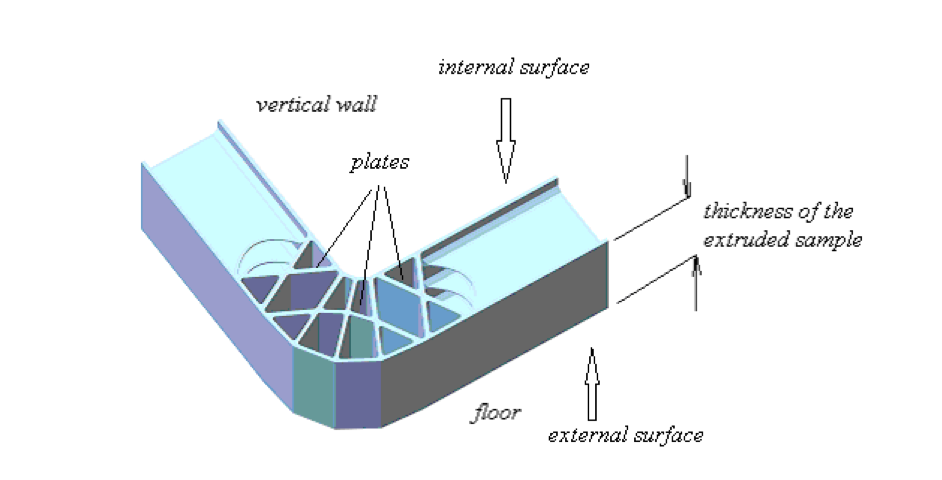 internal surface
vertical wall
plates
thickness of the
extruded sample
floor
external surface